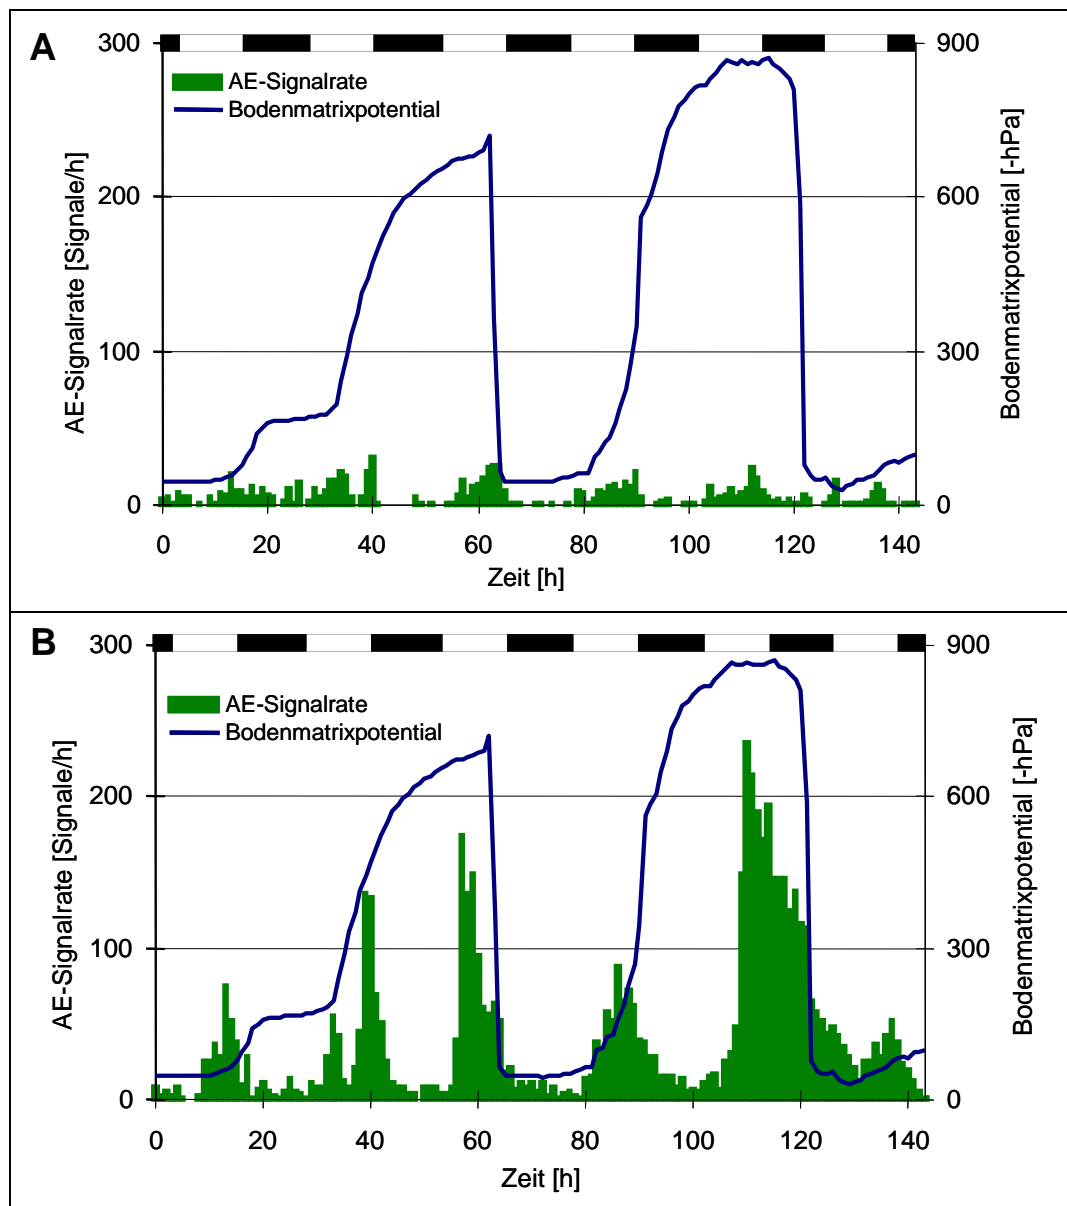 A
300
900
AE-Signalrate
Bodenmatrixpotential
200
600
100
300
0
0
AE-Signalrate [Signale/h]
Bodenmatrixpotential [-hPa]
0 20 40 60 80 100 120 140
Zeit [h]
B
300
900
AE-Signalrate
Bodenmatrixpotential
200
600
100
300
0
0
AE-Signalrate [Signale/h]
Bodenmatrixpotential [-hPa]
0 20 40 60 80 100 120 140
Zeit [h]